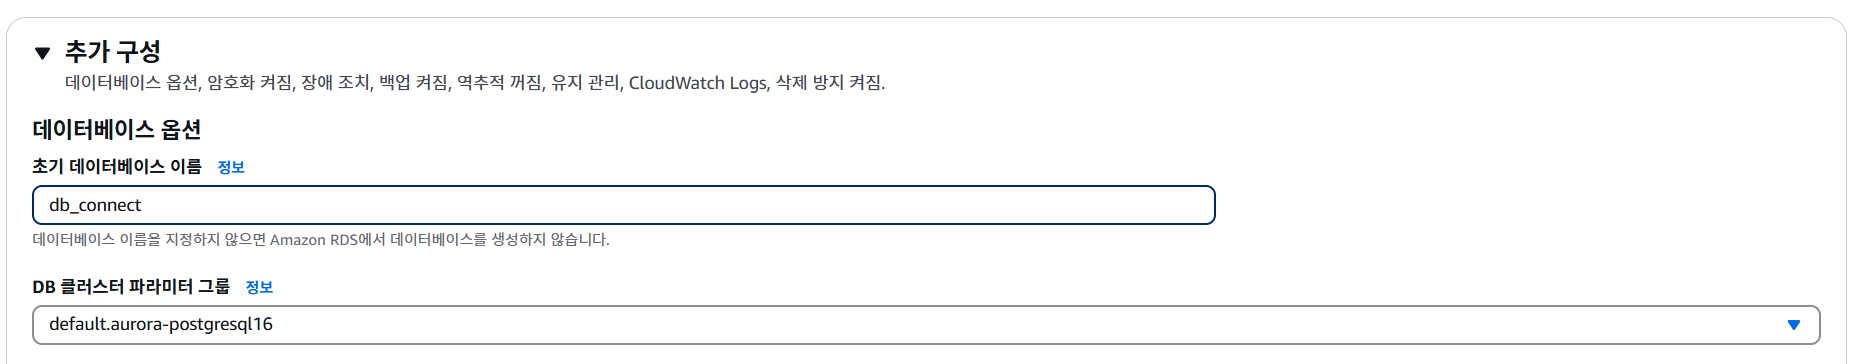 추가 구성
데이터베이스 옵션, 암호화 켜짐, 장애 조치, 백업 켜짐, 역추적 꺼짐, 유지 관리, CloudWatch Logs, 삭제 방지 켜짐.
데이터베이스 옵션
초기 데이터베이스 이름 정보
db_connect
데이터베이스 이름을 지정하지 않으면 Amazon RDS에서 데이터베이스를 생성하지 않습니다.
DB 클러스터 파라미터 그룹 정보
default.aurora-postgresql16